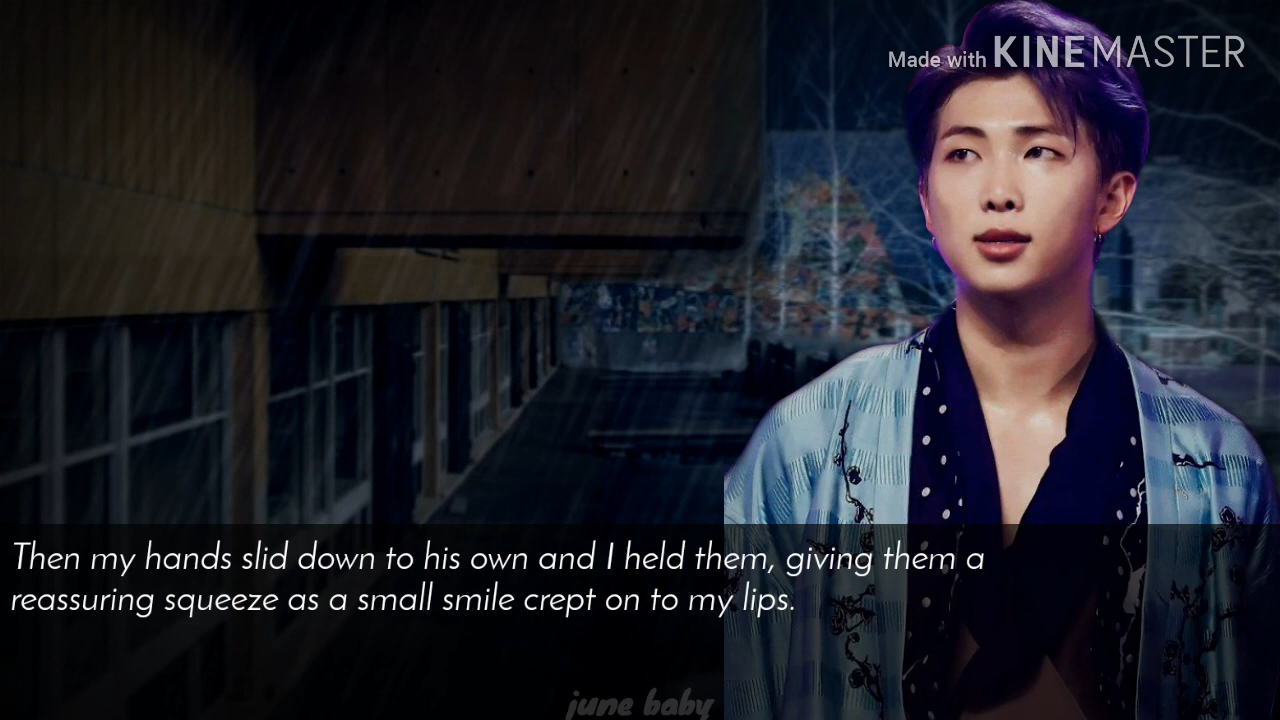 Made with KINEMASTER
Then my hands slid down to his own and I held them, giving them a
reassuring squeeze as a small smile crept on to my lips.
june baby